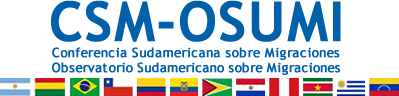 CSM-OSUMI
Conferencia Sudamericana sobre Migraciones
Observatorio Sudamericano sobre Migraciones